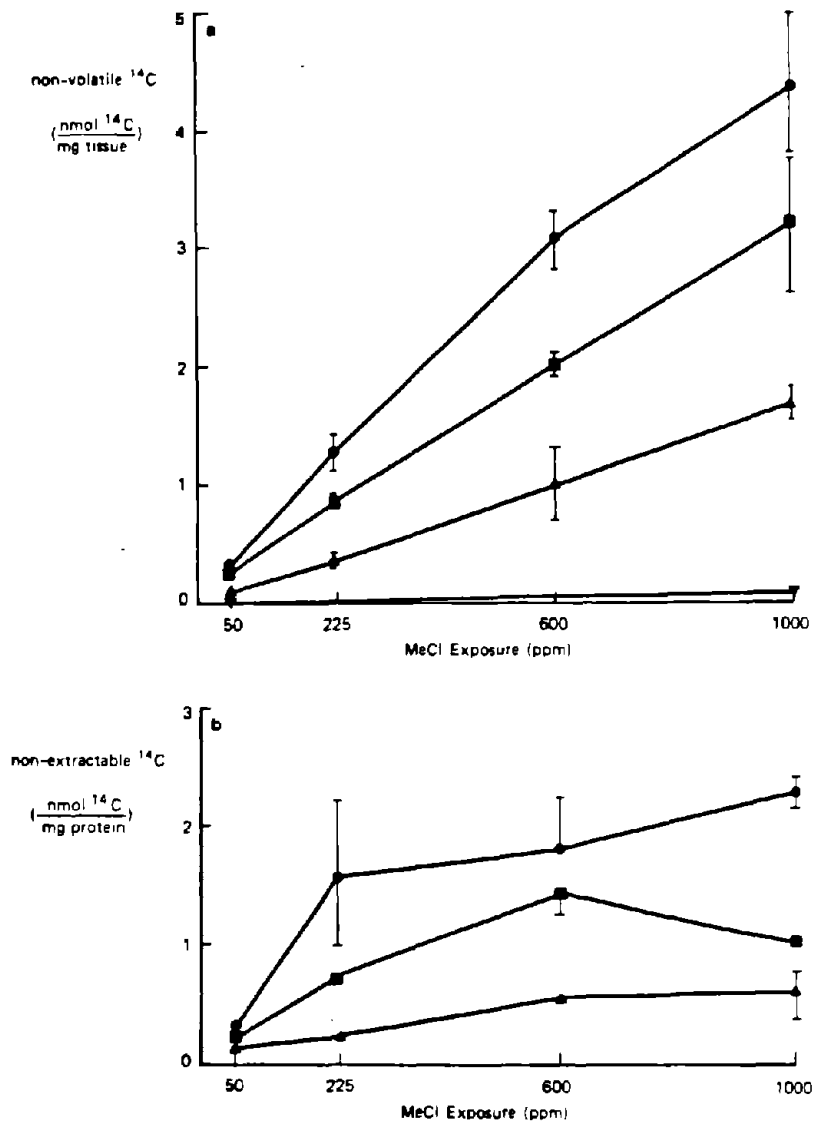 5
a
non-volatile ¹⁴C
(nmol ¹⁴C
mg tissue)
4
3
2
1
0
50 225 600 1000
MeCl Exposure (ppm)
3
b
non-extractable ¹⁴C
(nmol ¹⁴C
mg protein)
2
1
0
50 225 600 1000
MeCl Exposure (ppm)